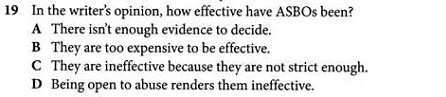 19 In the writer's opinion, how effective have ASBOs been?
A There isn't enough evidence to decide.
B They are too expensive to be effective.
C They are ineffective because they are not strict enough.
D Being open to abuse renders them ineffective.